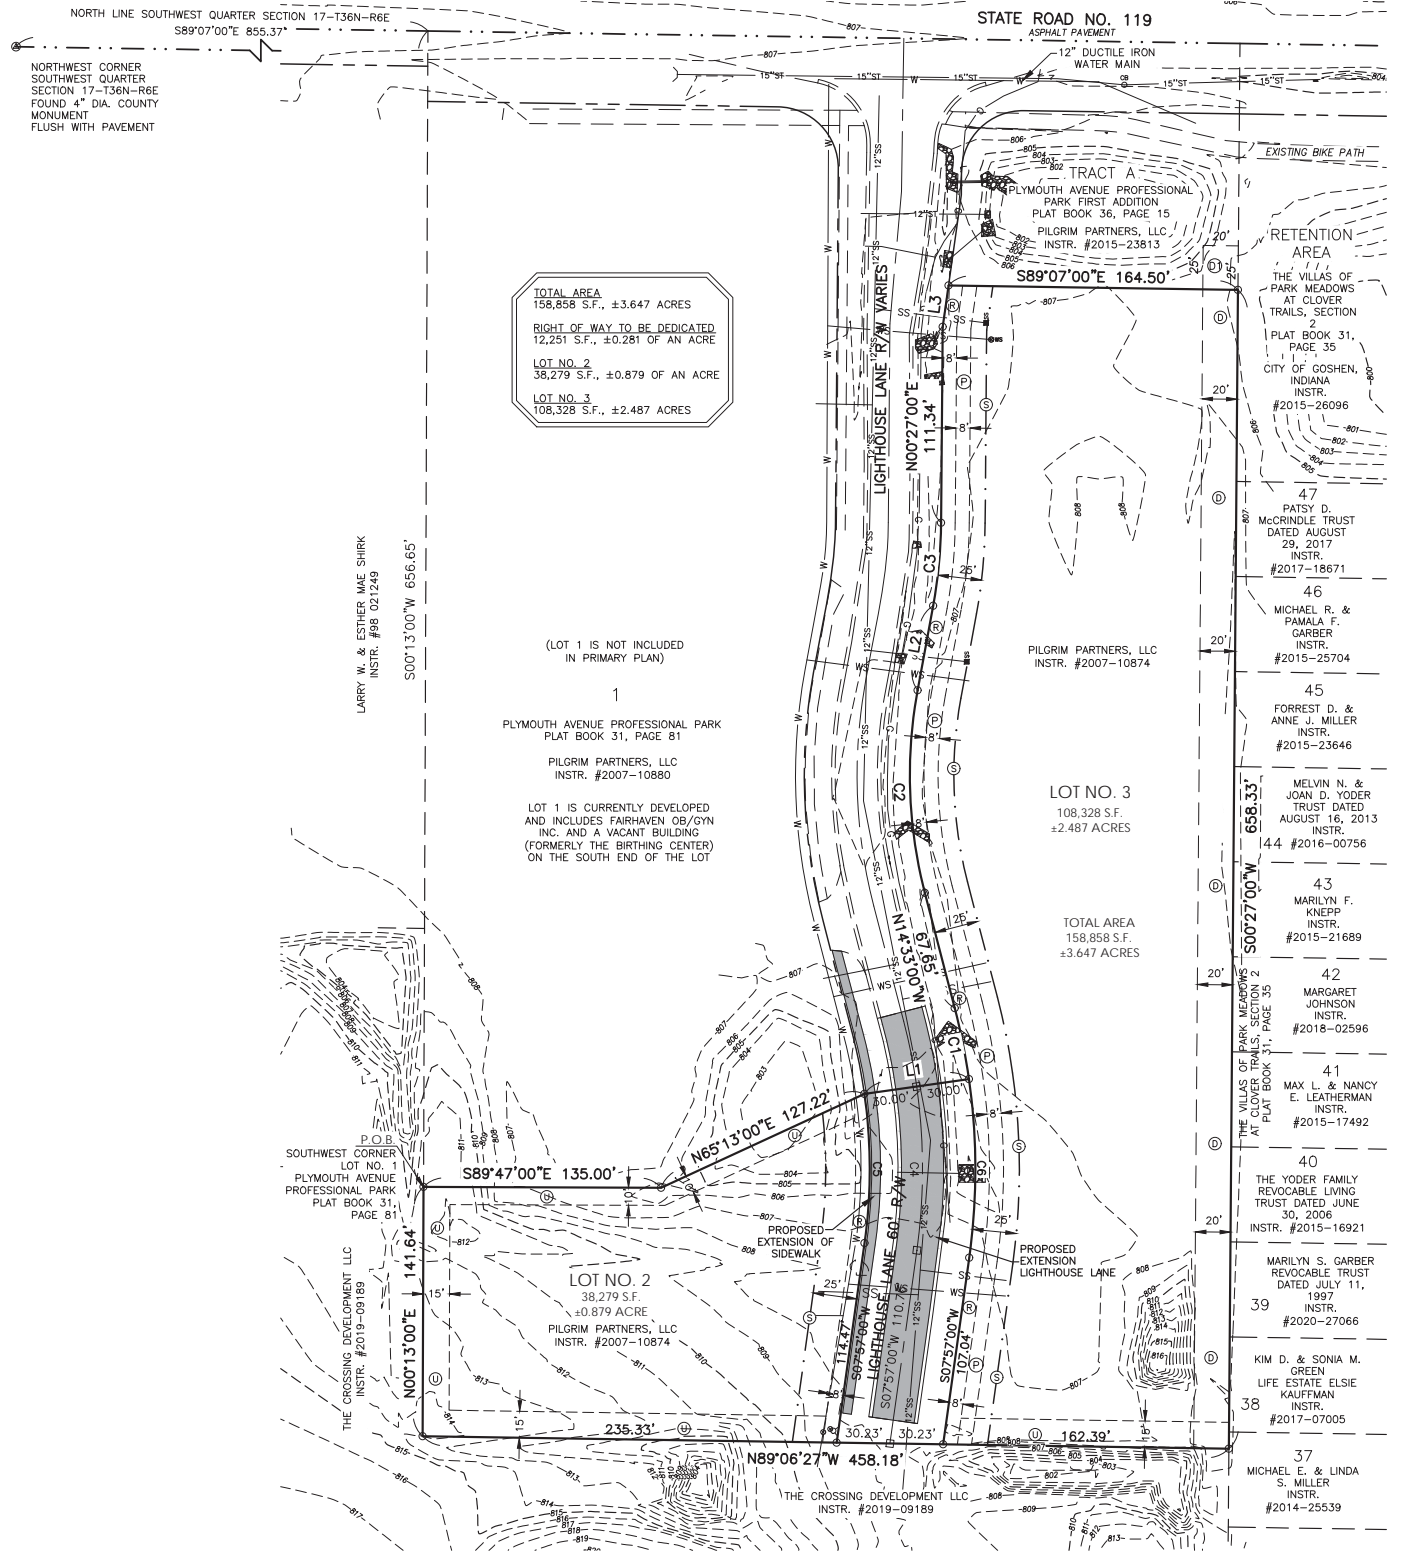 NORTH LINE SOUTHWEST QUARTER SECTION 17-T36N-R6E
S89°07'00"E 855.37'
NORTHWEST CORNER
SOUTHWEST QUARTER
SECTION 17-T36N-R6E
FOUND 4" DIA. COUNTY
MONUMENT
FLUSH WITH PAVEMENT
STATE ROAD NO. 119
ASPHALT PAVEMENT
12" DUCTILE IRON
WATER MAIN
EXISTING BIKE PATH
TRACT A
PLYMOUTH AVENUE PROFESSIONAL
PARK FIRST ADDITION
PLAT BOOK 36, PAGE 15
PILGRIM PARTNERS, LLC
INSTR. #2015-23813
S89°07'00"E 164.50'
RETENTION
AREA
THE VILLAS OF
PARK MEADOWS
AT CLOVER
TRAILS, SECTION
2
PLAT BOOK 31,
PAGE 35
CITY OF GOSHEN,
INDIANA
INSTR.
#2015-26096
TOTAL AREA
158,858 S.F., ±3.647 ACRES
RIGHT OF WAY TO BE DEDICATED
12,251 S.F., ±0.281 OF AN ACRE
LOT NO. 2
38,279 S.F., ±0.879 OF AN ACRE
LOT NO. 3
108,328 S.F., ±2.487 ACRES
LIGHTHOUSE LANE R/W VARIES
L3
N00°27'00"E
111.34'
C3
L2
C2
N14°33'00"W
67.65'
C1
L1
30.00'
30.00'
LARRY W. & ESTHER MAE SHIRK
INSTR. #98 021249
S00°13'00"W 656.65'
(LOT 1 IS NOT INCLUDED
IN PRIMARY PLAN)
1
PLYMOUTH AVENUE PROFESSIONAL PARK
PLAT BOOK 31, PAGE 81
PILGRIM PARTNERS, LLC
INSTR. #2007-10880
LOT 1 IS CURRENTLY DEVELOPED
AND INCLUDES FAIRHAVEN OB/GYN
INC. AND A VACANT BUILDING
(FORMERLY THE BIRTHING CENTER)
ON THE SOUTH END OF THE LOT
PILGRIM PARTNERS, LLC
INSTR. #2007-10874
LOT NO. 3
108,328 S.F.
±2.487 ACRES
TOTAL AREA
158,858 S.F.
±3.647 ACRES
S00°27'00"W 658.33'
THE VILLAS OF PARK MEADOWS
AT CLOVER TRAILS, SECTION 2
PLAT BOOK 31, PAGE 35
47
PATSY D.
McCRINDLE TRUST
DATED AUGUST
29, 2017
INSTR.
#2017-18671
46
MICHAEL R. &
PAMALA F.
GARBER
INSTR.
#2015-25704
45
FORREST D. &
ANNE J. MILLER
INSTR.
#2015-23646
MELVIN N. &
JOAN D. YODER
TRUST DATED
AUGUST 16, 2013
INSTR.
44 #2016-00756
43
MARILYN F.
KNEPP
INSTR.
#2015-21689
42
MARGARET
JOHNSON
INSTR.
#2018-02596
41
MAX L. & NANCY
E. LEATHERMAN
INSTR.
#2015-17492
40
THE YODER FAMILY
REVOCABLE LIVING
TRUST DATED JUNE
30, 2006
INSTR. #2015-16921
MARILYN S. GARBER
REVOCABLE TRUST
DATED JULY 11,
1997
39
INSTR.
#2020-27066
KIM D. & SONIA M.
GREEN
LIFE ESTATE ELSIE
KAUFFMAN
38
INSTR.
#2017-07005
37
MICHAEL E. & LINDA
S. MILLER
INSTR.
#2014-25539
P.O.B.
SOUTHWEST CORNER
LOT NO. 1
PLYMOUTH AVENUE
PROFESSIONAL PARK
PLAT BOOK 31,
PAGE 81
S89°47'00"E 135.00'
N65°13'00"E 127.22'
N00°13'00"E 141.64'
THE CROSSING DEVELOPMENT LLC
INSTR. #2019-09189
LOT NO. 2
38,279 S.F.
±0.879 ACRE
PILGRIM PARTNERS, LLC
INSTR. #2007-10874
PROPOSED
EXTENSION OF
SIDEWALK
C5
C4
C6
LIGHTHOUSE LANE 60' R/W
PROPOSED
EXTENSION
LIGHTHOUSE LANE
114.47'
S07°57'00"W
S07°57'00"W 110.76'
S07°57'00"W
107.04'
235.33'
30.23'
30.23'
162.39'
N89°06'27"W 458.18'
THE CROSSING DEVELOPMENT LLC
INSTR. #2019-09189